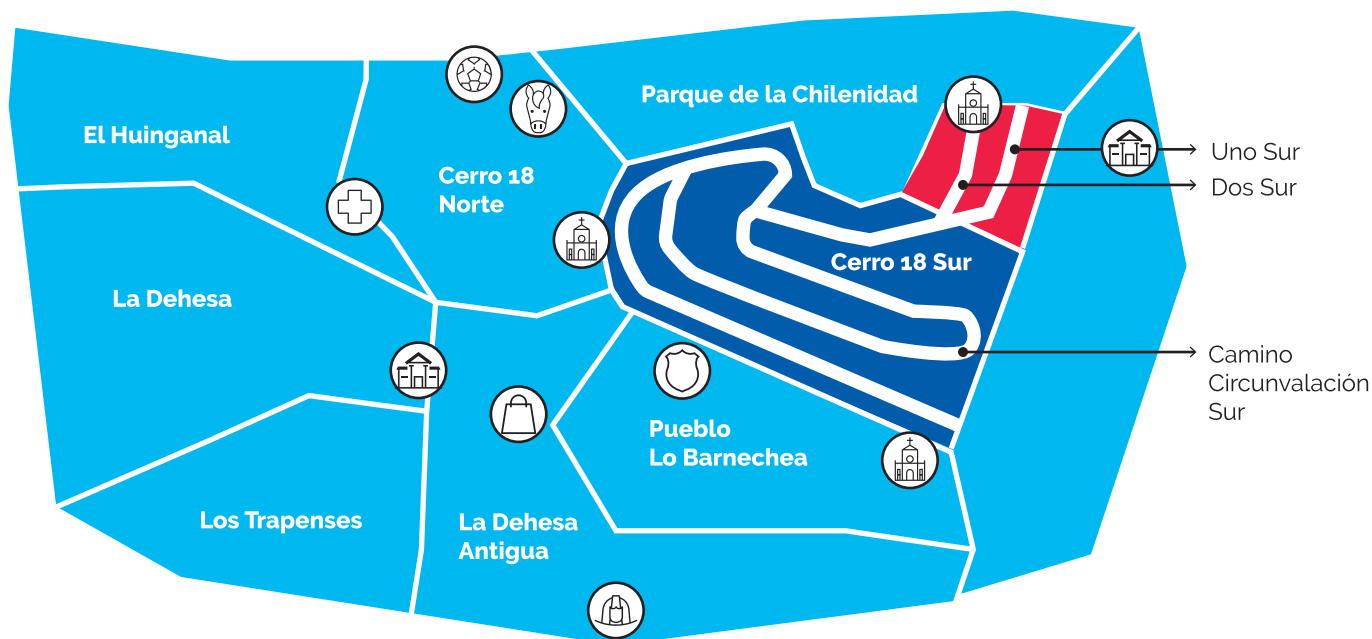 Parque de la Chilenidad
El Huinganal
Uno Sur
Cerro 18
Norte
Dos Sur
Cerro 18 Sur
La Dehesa
Camino
Circunvalación
Sur
Pueblo
Lo Barnechea
Los Trapenses
La Dehesa
Antigua